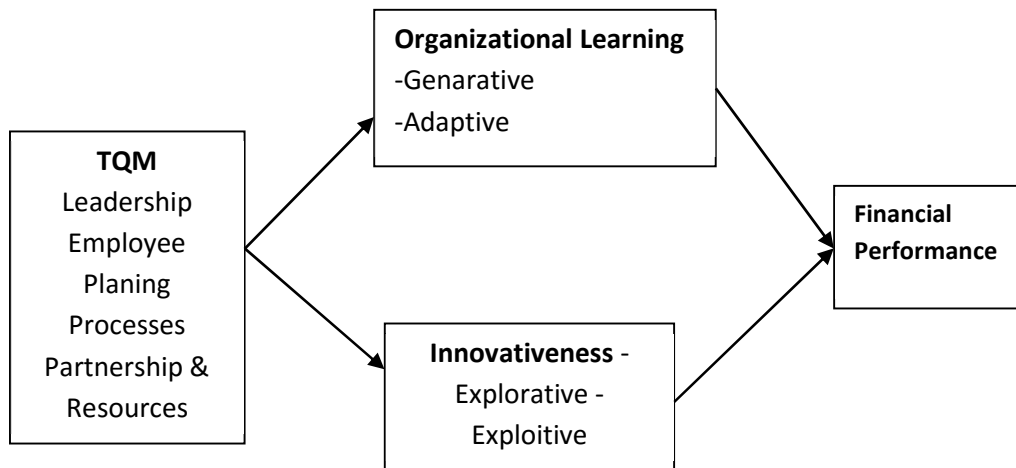 TQM
Leadership
Employee
Planing
Processes
Partnership &
Resources
Organizational Learning
-Genarative
-Adaptive
Innovativeness -
Explorative -
Exploitive
Financial
Performance